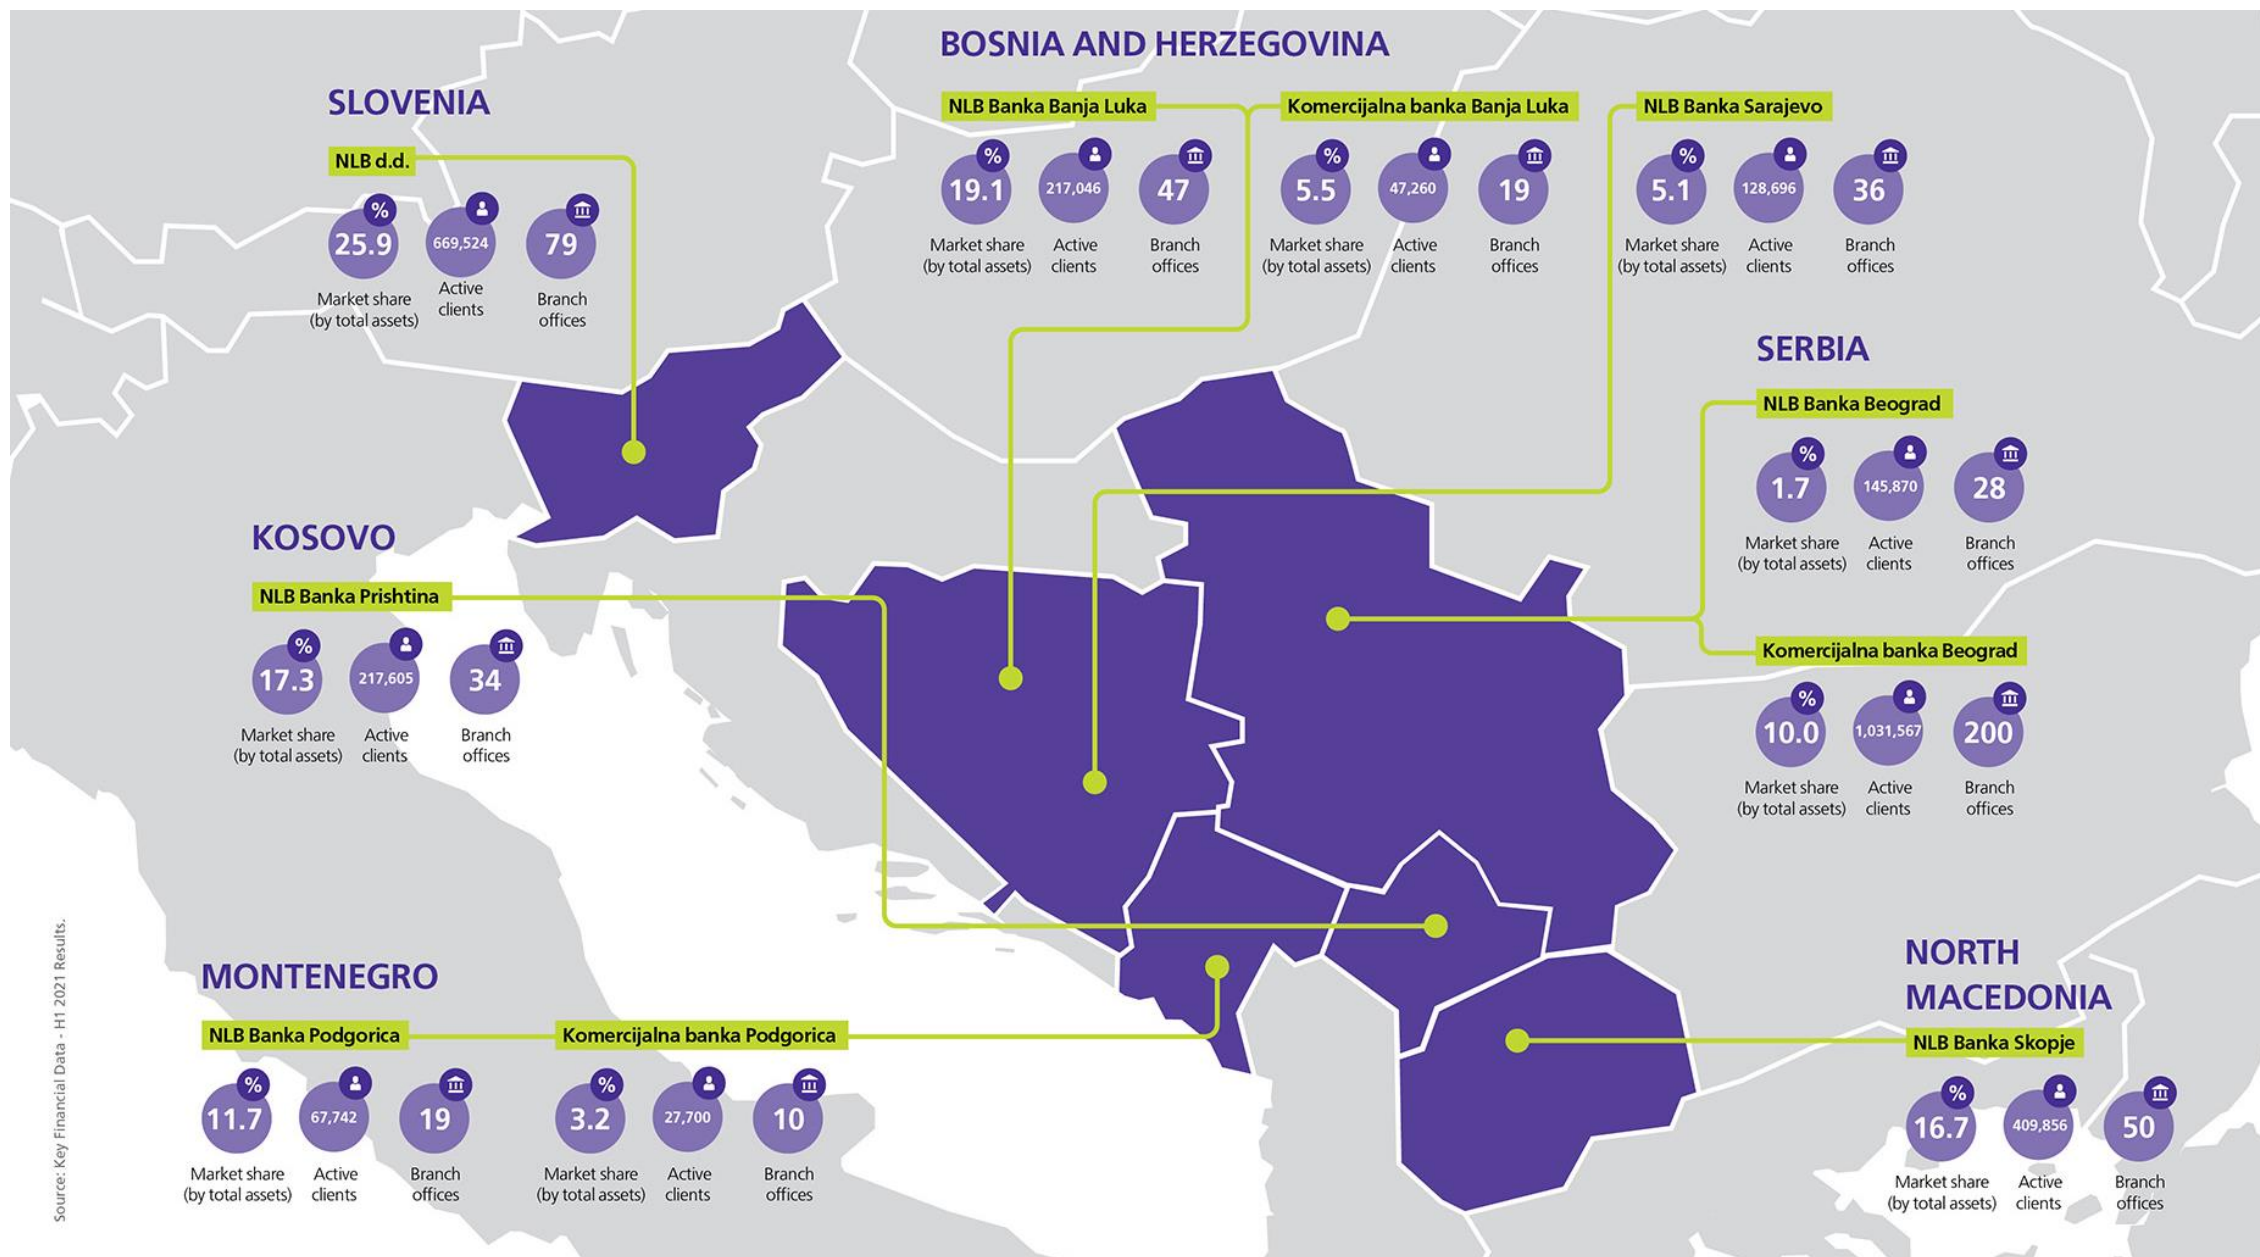 BOSNIA AND HERZEGOVINA
NLB Banka Banja Luka
%
19.1
217,046
47
Market share
(by total assets)
Active
clients
Branch
offices
Komercijalna banka Banja Luka
%
5.5
47,260
19
Market share
(by total assets)
Active
clients
Branch
offices
NLB Banka Sarajevo
%
5.1
128,696
36
Market share
(by total assets)
Active
clients
Branch
offices
SLOVENIA
NLB d.d.
%
25.9
669,524
79
Market share
(by total assets)
Active
clients
Branch
offices
SERBIA
NLB Banka Beograd
%
1.7
145,870
28
Market share
(by total assets)
Active
clients
Branch
offices
Komercijalna banka Beograd
%
10.0
1,031,567
200
Market share
(by total assets)
Active
clients
Branch
offices
KOSOVO
NLB Banka Prishtina
%
17.3
217,605
34
Market share
(by total assets)
Active
clients
Branch
offices
MONTENEGRO
NLB Banka Podgorica
%
11.7
67,742
19
Market share
(by total assets)
Active
clients
Branch
offices
Komercijalna banka Podgorica
%
3.2
27,700
10
Market share
(by total assets)
Active
clients
Branch
offices
NORTH
MACEDONIA
NLB Banka Skopje
%
16.7
409,856
50
Market share
(by total assets)
Active
clients
Branch
offices
Source: Key Financial Data - H1 2021 Results.